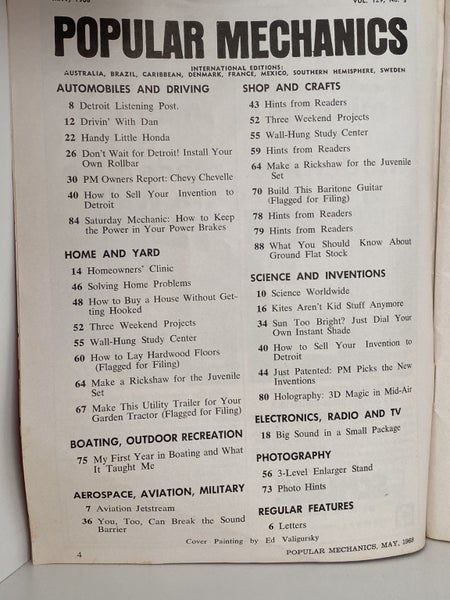 MAY, 1968
VOL. 129, No. 5
POPULAR MECHANICS
INTERNATIONAL EDITIONS:
AUSTRALIA, BRAZIL, CARIBBEAN, DENMARK, FRANCE, MEXICO, SOUTHERN HEMISPHERE, SWEDEN
AUTOMOBILES AND DRIVING
8 Detroit Listening Post.
12 Drivin' With Dan
22 Handy Little Honda
26 Don't Wait for Detroit! Install Your
Own Rollbar
30 PM Owners Report: Chevy Chevelle
40 How to Sell Your Invention to
Detroit
84 Saturday Mechanic: How to Keep
the Power in Your Power Brakes
HOME AND YARD
14 Homeowners' Clinic
46 Solving Home Problems
48 How to Buy a House Without Get-
ting Hooked
52 Three Weekend Projects
55 Wall-Hung Study Center
60 How to Lay Hardwood Floors
(Flagged for Filing)
64 Make a Rickshaw for the Juvenile
Set
67 Make This Utility Trailer for Your
Garden Tractor (Flagged for Filing)
BOATING, OUTDOOR RECREATION
75 My First Year in Boating and What
It Taught Me
AEROSPACE, AVIATION, MILITARY
7 Aviation Jetstream
36 You, Too, Can Break the Sound
Barrier
SHOP AND CRAFTS
43 Hints from Readers
52 Three Weekend Projects
55 Wall-Hung Study Center
59 Hints from Readers
64 Make a Rickshaw for the Juvenile
Set
70 Build This Baritone Guitar
(Flagged for Filing)
78 Hints from Readers
79 Hints from Readers
88 What You Should Know About
Ground Flat Stock
SCIENCE AND INVENTIONS
10 Science Worldwide
16 Kites Aren't Kid Stuff Anymore
34 Sun Too Bright? Just Dial Your
Own Instant Shade
40 How to Sell Your Invention to
Detroit
44 Just Patented: PM Picks the New
Inventions
80 Holography: 3D Magic in Mid-Air
ELECTRONICS, RADIO AND TV
18 Big Sound in a Small Package
PHOTOGRAPHY
56 3-Level Enlarger Stand
73 Photo Hints
REGULAR FEATURES
6 Letters
Cover Painting by Ed Valigursky
4
POPULAR MECHANICS, MAY, 1968